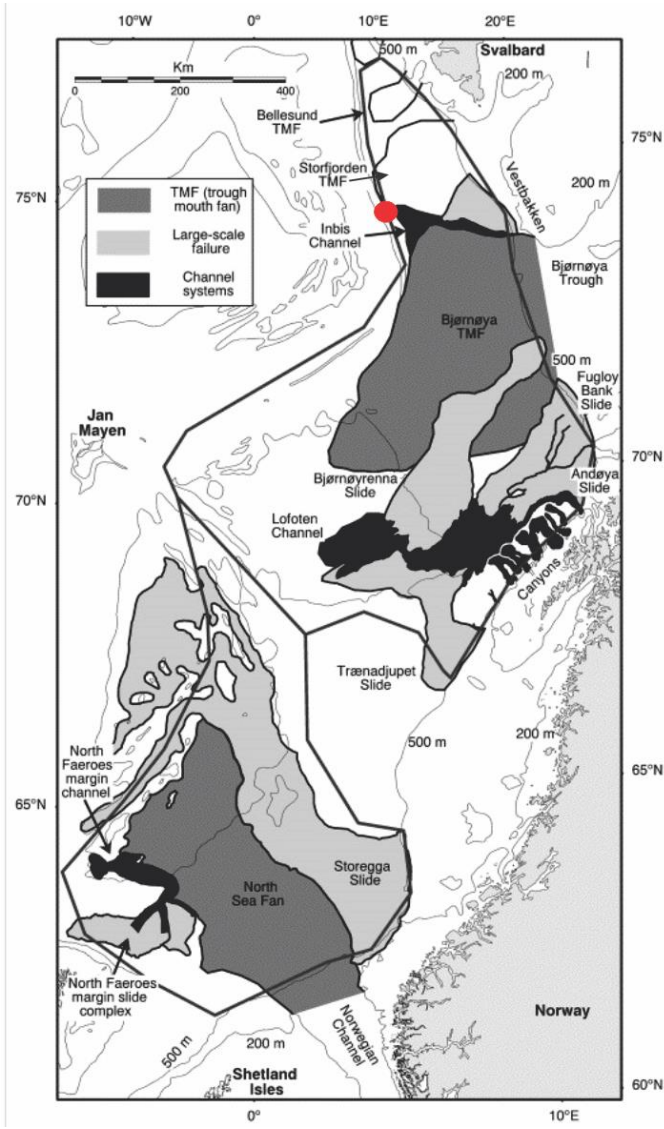 10°W
0°
10°E
20°E
500 m
Svalbard
Km
0
200
400
200 m
Bellesund
TMF
75°N
Storfjorden
TMF
Vestbakken
200 m
75°N
TMF (trough
mouth fan)
Large-scale
failure
Channel
systems
Inbis
Channel
Bjørnøya
Trough
Bjørnøya
TMF
500 m
Fugloy
Bank
Slide
Jan
Mayen
70°N
Bjørnøyrenna
Slide
Andøya
Slide
70°N
Lofoten
Channel
Canyons
Trænadjupet
Slide
500 m
200 m
North
Faeroes
margin
channel
65°N
65°N
Storegga
Slide
North
Sea Fan
North Faeroes
margin slide
complex
Norwegian
Channel
Norway
500 m
200 m
Shetland
Isles
60°N
0°
10°E